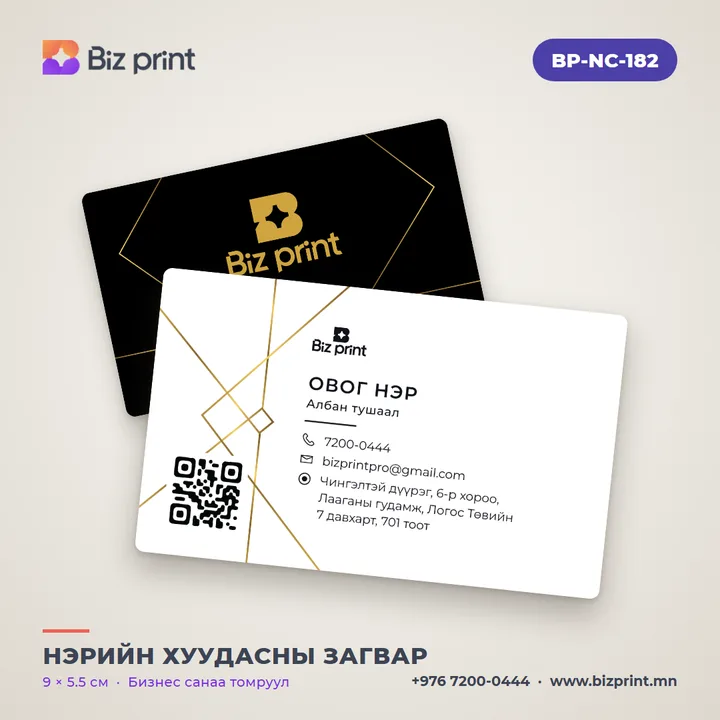 Biz print
BP-NC-182
Biz print
Biz print
ОВОГ НЭР
Албан тушаал
7200-0444
bizprintpro@gmail.com
Чингэлтэй дүүрэг, 6-р хороо,
Лааганы гудамж, Логос Төвийн
7 давхарт, 701 тоот
НЭРИЙН ХУУДАСНЫ ЗАГВАР
9 × 5.5 см · Бизнес санаа томруул
+976 7200-0444 · www.bizprint.mn